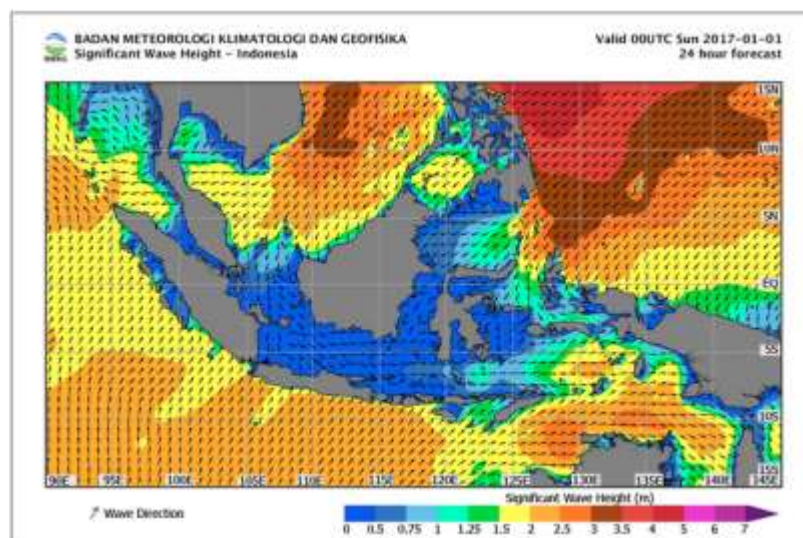 BADAN METEOROLOGI KLIMATOLOGI DAN GEOFISIKA
Significant Wave Height - Indonesia
Valid 00UTC Sun 2017-01-01
24 hour forecast
15N
10N
5N
EQ
5S
10S
15S
90E 95E 100E 105E 110E 115E 120E 125E 130E 135E 140E 145E
Wave Direction
Significant Wave Height (m)
0 0.5 0.75 1 1.25 1.5 2 2.5 3 3.5 4 5 6 7